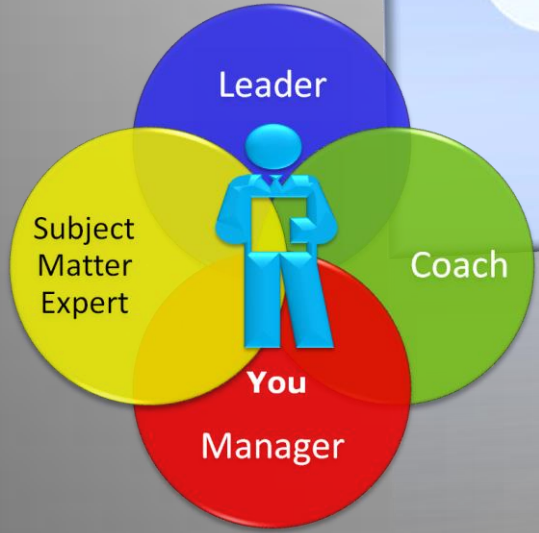 Leader
Subject
Matter
Expert
Coach
You
Manager